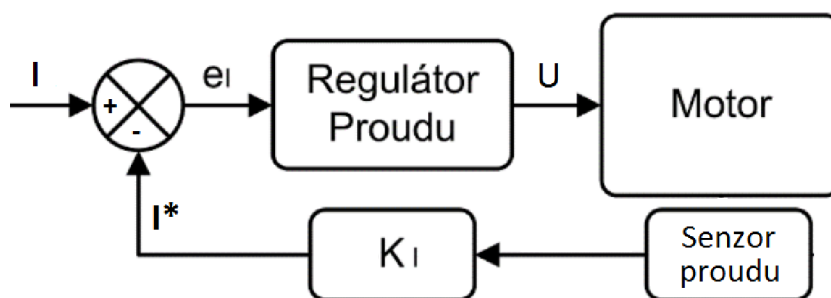 I
+
-
eI
Regulátor
Proudu
U
Motor
I*
KI
Senzor
proudu